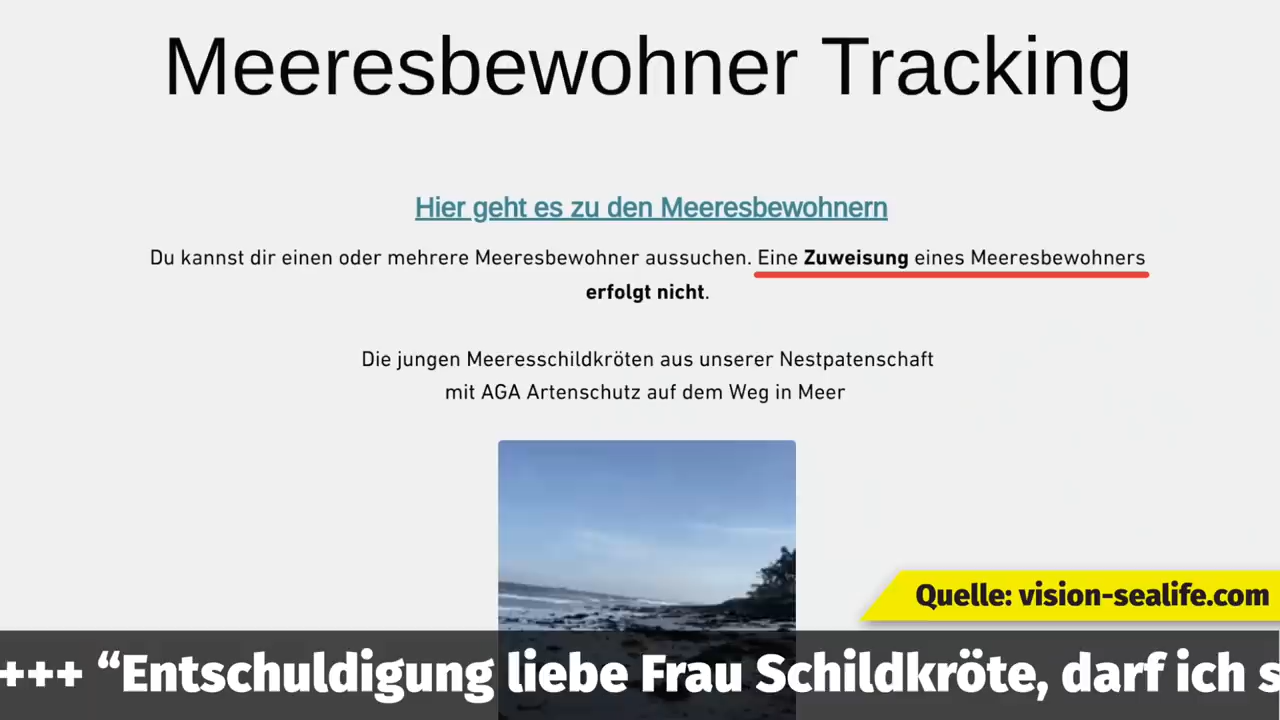 Meeresbewohner Tracking
Hier geht es zu den Meeresbewohnern
Du kannst dir einen oder mehrere Meeresbewohner aussuchen. Eine Zuweisung eines Meeresbewohners
erfolgt nicht.
Die jungen Meeresschildkröten aus unserer Nestpatenschaft
mit AGA Artenschutz auf dem Weg in Meer
Quelle: vision-sealife.com
+++ “Entschuldigung liebe Frau Schildkröte, darf ich s